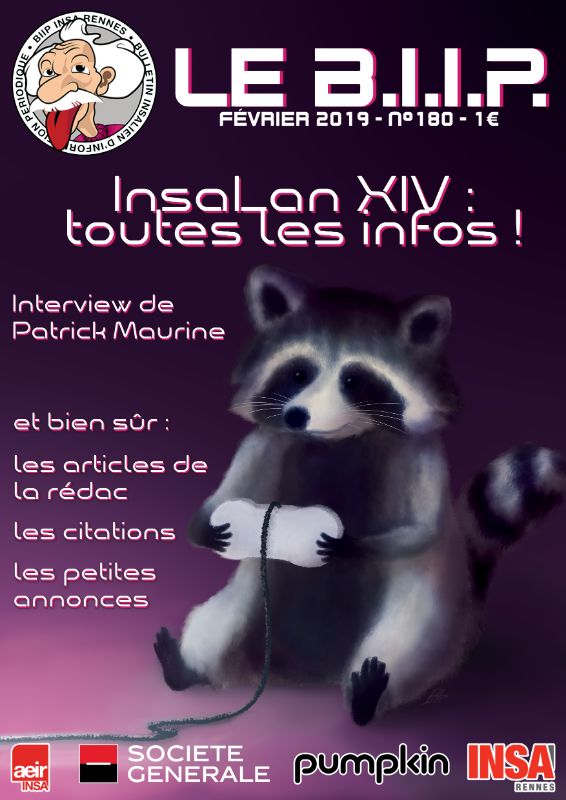 BIIP INSA RENNES • BULLETIN INSALIEN D'INFORMATION PERIODIQUE •
LE B.I.I.P.
FÉVRIER 2019 - N°180 - 1€
InsaLan XIV :
toutes les infos !
Interview de
Patrick Maurine
et bien sûr :
les articles de
la rédac
les citations
les petites
annonces
aeir
INSA
SOCIETE
GENERALE
pumpkin
INSA
RENNES